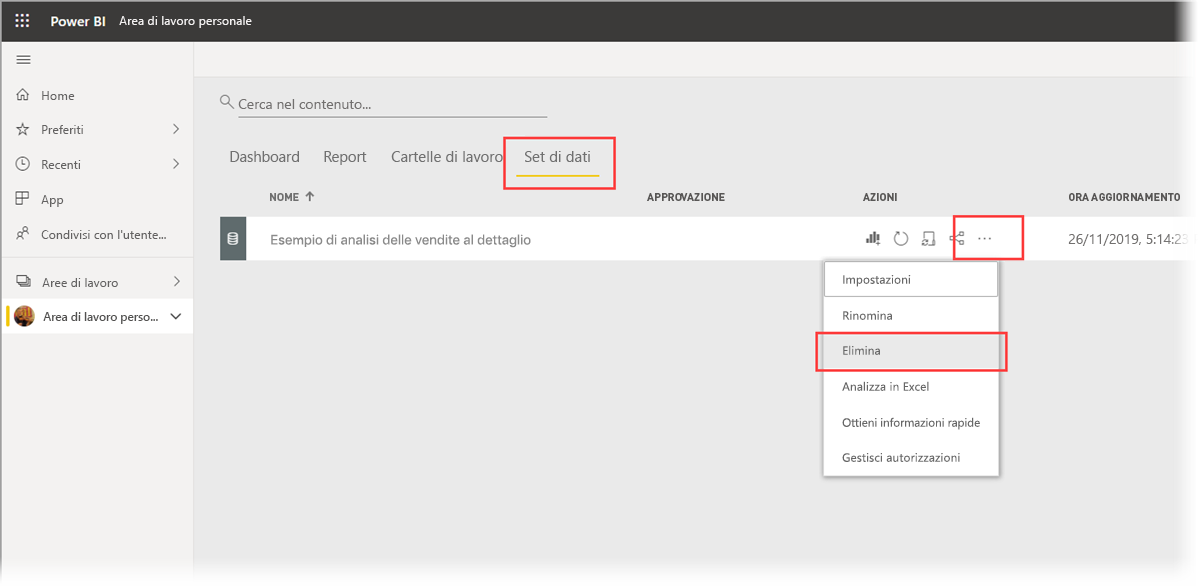 Power BI Area di lavoro personale
Home
Preferiti
Recenti
App
Condivisi con l'utente...
Aree di lavoro
Area di lavoro perso...
Cerca nel contenuto...
Dashboard Report Cartelle di lavoro Set di dati
NOME APPROVAZIONE AZIONI ORA AGGIORNAMENTO
Esempio di analisi delle vendite al dettaglio 26/11/2019, 5:14:23
Impostazioni
Rinomina
Elimina
Analizza in Excel
Ottieni informazioni rapide
Gestisci autorizzazioni